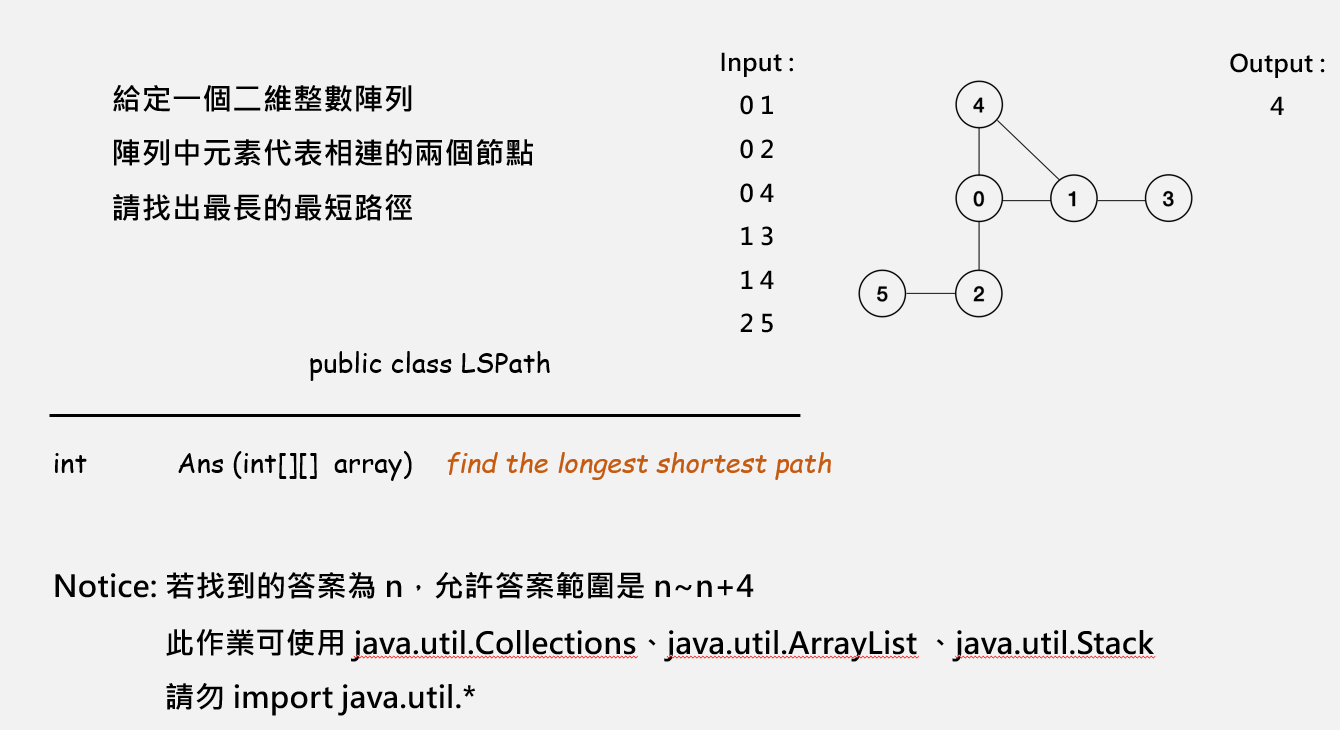 給定一個二維整數陣列
陣列中元素代表相連的兩個節點
請找出最長的最短路徑
Input :
0 1
0 2
0 4
1 3
1 4
2 5
4
0
1
3
5
2
Output :
4
public class LSPath
int Ans (int[][] array) find the longest shortest path
Notice: 若找到的答案為 n，允許答案範圍是 n~n+4
此作業可使用 java.util.Collections、java.util.ArrayList 、java.util.Stack
請勿 import java.util.*